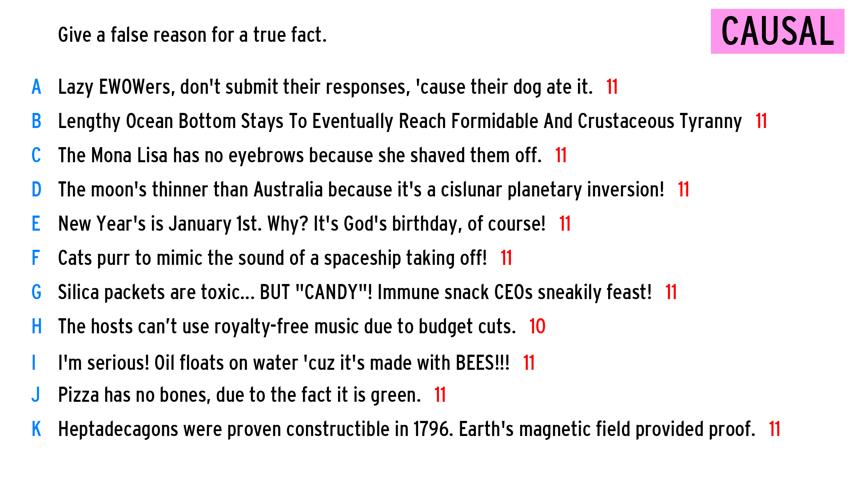 Give a false reason for a true fact.
CAUSAL
A Lazy EWOWers, don't submit their responses, 'cause their dog ate it. 11
B Lengthy Ocean Bottom Stays To Eventually Reach Formidable And Crustaceous Tyranny 11
C The Mona Lisa has no eyebrows because she shaved them off. 11
D The moon's thinner than Australia because it's a cislunar planetary inversion! 11
E New Year's is January 1st. Why? It's God's birthday, of course! 11
F Cats purr to mimic the sound of a spaceship taking off! 11
G Silica packets are toxic... BUT "CANDY"! Immune snack CEOs sneakily feast! 11
H The hosts can’t use royalty-free music due to budget cuts. 10
I I'm serious! Oil floats on water 'cuz it's made with BEES!!! 11
J Pizza has no bones, due to the fact it is green. 11
K Heptadecagons were proven constructible in 1796. Earth's magnetic field provided proof. 11